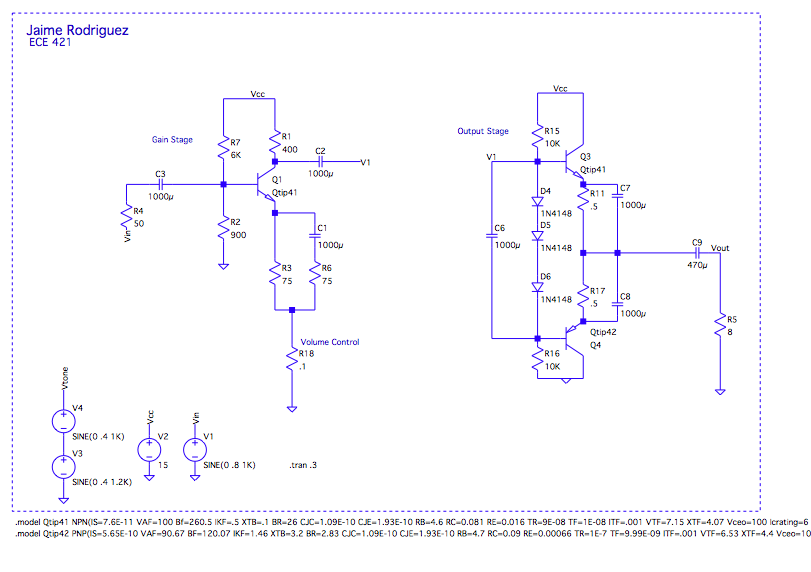 Jaime Rodriguez
ECE 421
Vcc
Gain Stage
R7
6K
R1
400
C2
1000µ
V1
C3
1000µ
Q1
Qtip41
R4
50
Vin
R2
900
C1
1000µ
R3
75
R6
75
Volume Control
R18
.1
Output Stage
Vcc
R15
10K
V1
Q3
Qtip41
D4
1N4148
R11
.5
C7
1000µ
D5
1N4148
C6
1000µ
C9
470µ
Vout
D6
1N4148
R17
.5
C8
1000µ
R5
8
Qtip42
Q4
R16
10K
Vtone
V4
SINE(0 .4 1K)
V3
SINE(0 .4 1.2K)
Vcc
V2
15
Vin
V1
SINE(0 .8 1K)
.tran .3
.model Qtip41 NPN(IS=7.6E-11 VAF=100 Bf=260.5 IKF=.5 XTB=.1 BR=26 CJC=1.09E-10 CJE=1.93E-10 RB=4.6 RC=0.081 RE=0.016 TR=9E-08 TF=1E-08 ITF=.001 VTF=7.15 XTF=4.07 Vceo=100 Icrating=6
.model Qtip42 PNP(IS=5.65E-10 VAF=90.67 BF=120.07 IKF=1.46 XTB=3.2 BR=2.83 CJC=1.09E-10 CJE=1.93E-10 RB=4.7 RC=0.09 RE=0.00066 TR=1E-7 TF=9.99E-09 ITF=.001 VTF=6.53 XTF=4.4 Vceo=10